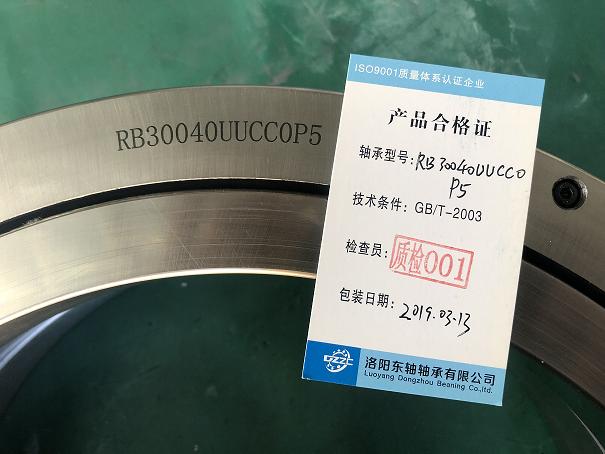 RB30040UUCC0P5
ISO9001质量体系认证企业
产品合格证
轴承型号: RB30040UUCC0
P5
技术条件: GB/T-2003
检查员: 质检001
包装日期: 2019.03.13
洛阳东轴轴承有限公司
Luoyang Dongzhou Bearing Co.,ltd.